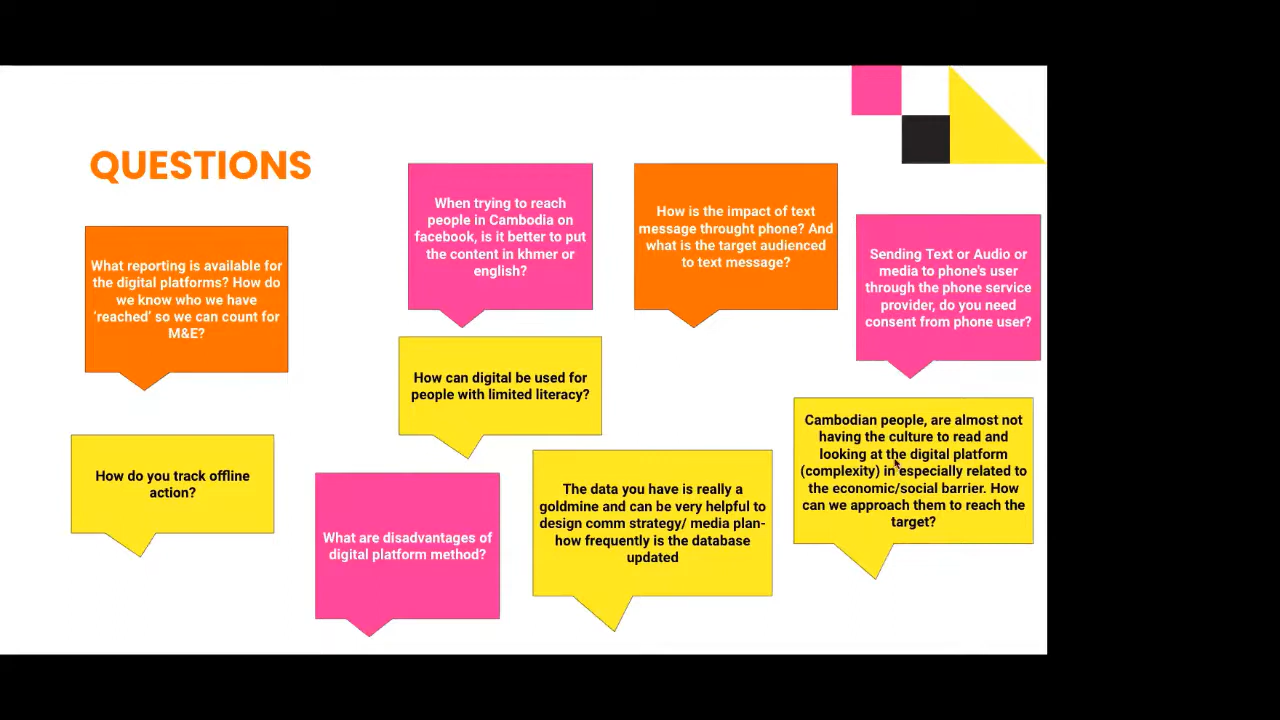 QUESTIONS
What reporting is available for
the digital platforms? How do
we know who we have
'reached' so we can count for
M&E?
When trying to reach
people in Cambodia on
facebook, is it better to put
the content in khmer or
english?
How is the impact of text
message throught phone? And
what is the target audienced
to text message?
Sending Text or Audio or
media to phone's user
through the phone service
provider, do you need
consent from phone user?
How can digital be used for
people with limited literacy?
How do you track offline
action?
What are disadvantages of
digital platform method?
The data you have is really a
goldmine and can be very helpful to
design comm strategy/ media plan-
how frequently is the database
updated
Cambodian people, are almost not
having the culture to read and
looking at the digital platform
(complexity) in especially related to
the economic/social barrier. How
can we approach them to reach the
target?